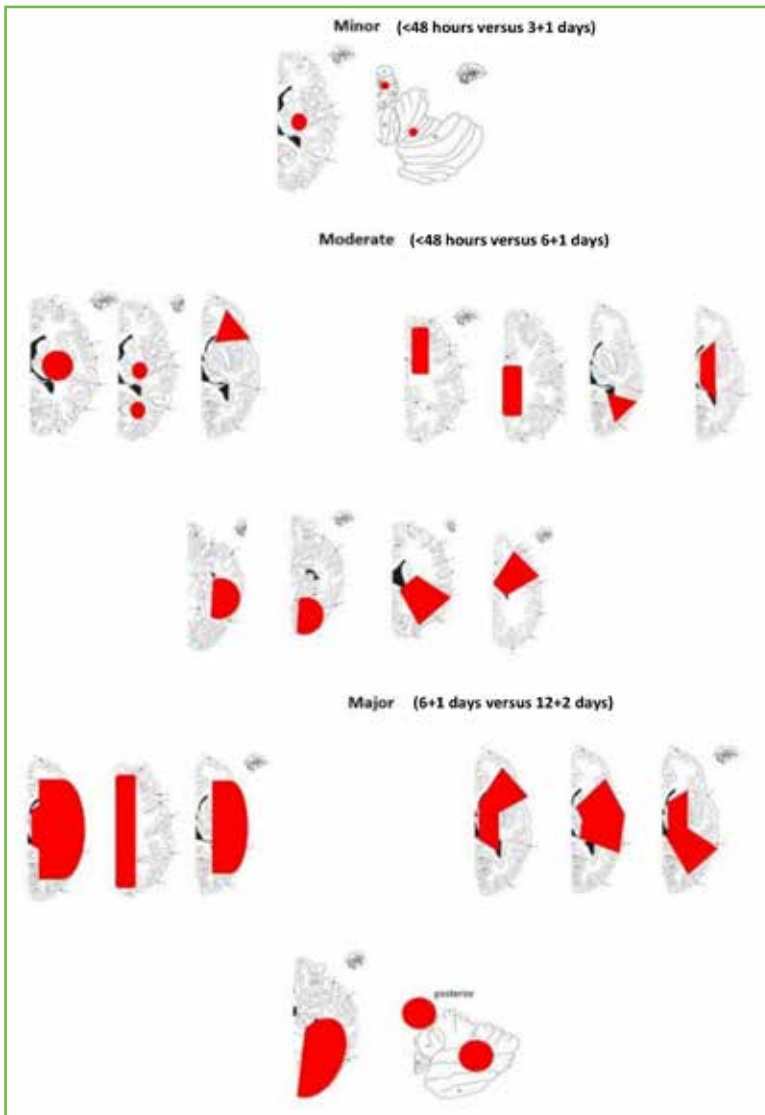 Minor (<48 hours versus 3+1 days)
Moderate (<48 hours versus 6+1 days)
Major (6+1 days versus 12+2 days)
posterior